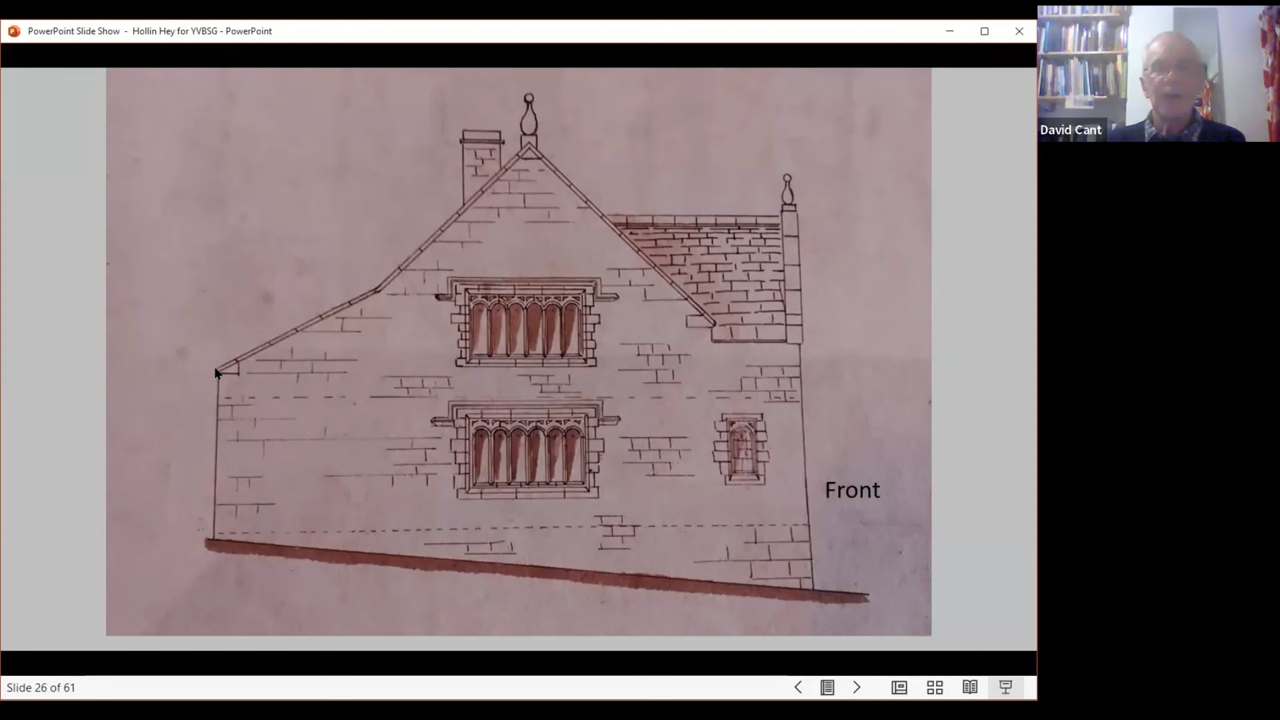 PowerPoint Slide Show - Hollin Hey for YVBSG - PowerPoint
David Cant
Front
Slide 26 of 61